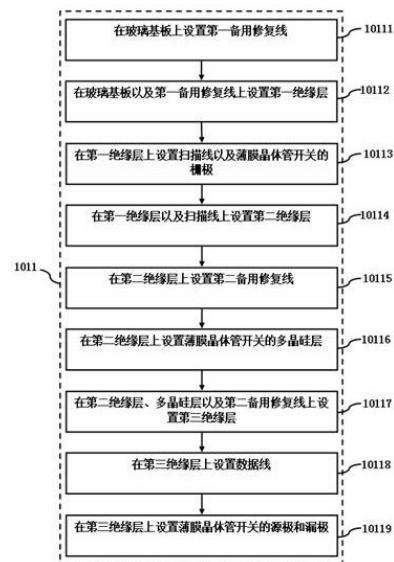 在玻璃基板上设置第一备用修复线
10111
在玻璃基板以及第一备用修复线上设置第一绝缘层
10112
在第一绝缘层上设置扫描线以及薄膜晶体管开关的
栅极
10113
在第一绝缘层以及扫描线上设置第二绝缘层
10114
1011
在第二绝缘层上设置第二备用修复线
10115
在第二绝缘层上设置薄膜晶体管开关的多晶硅层
10116
在第二绝缘层、多晶硅层以及第二备用修复线上设
置第三绝缘层
10117
在第三绝缘层上设置数据线
10118
在第三绝缘层上设置薄膜晶体管开关的源极和漏极
10119